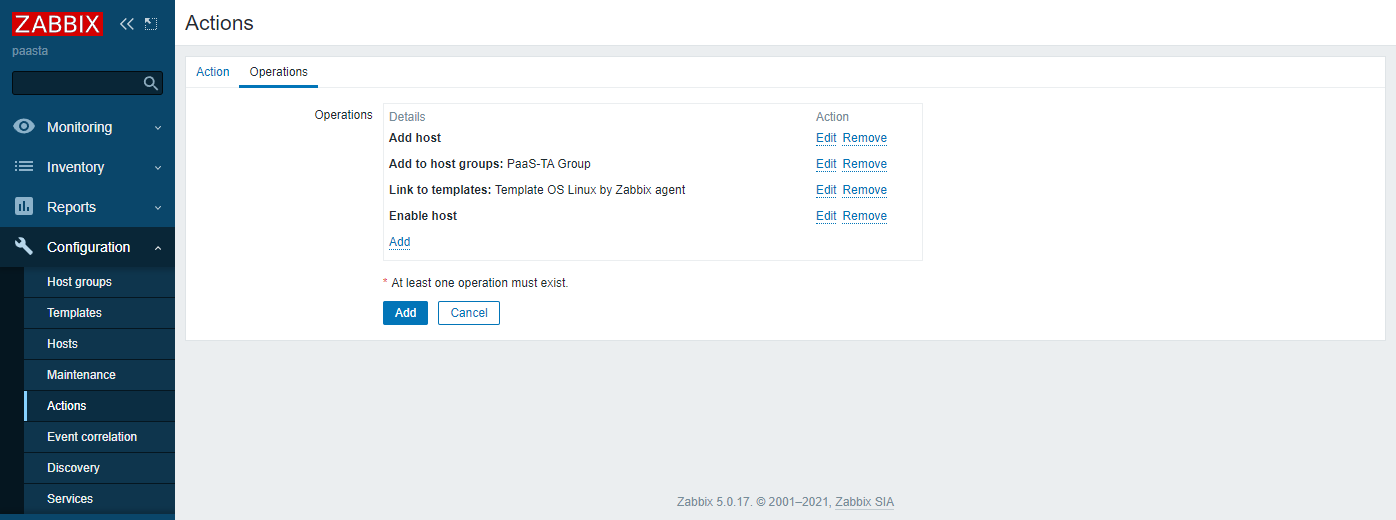 ZABBIX
paasta
Monitoring
Inventory
Reports
Configuration
Host groups
Templates
Hosts
Maintenance
Actions
Event correlation
Discovery
Services
Actions
Action Operations
Operations
Details Action
Add host Edit Remove
Add to host groups: PaaS-TA Group Edit Remove
Link to templates: Template OS Linux by Zabbix agent Edit Remove
Enable host Edit Remove
Add
* At least one operation must exist.
Add Cancel
Zabbix 5.0.17. © 2001–2021, Zabbix SIA